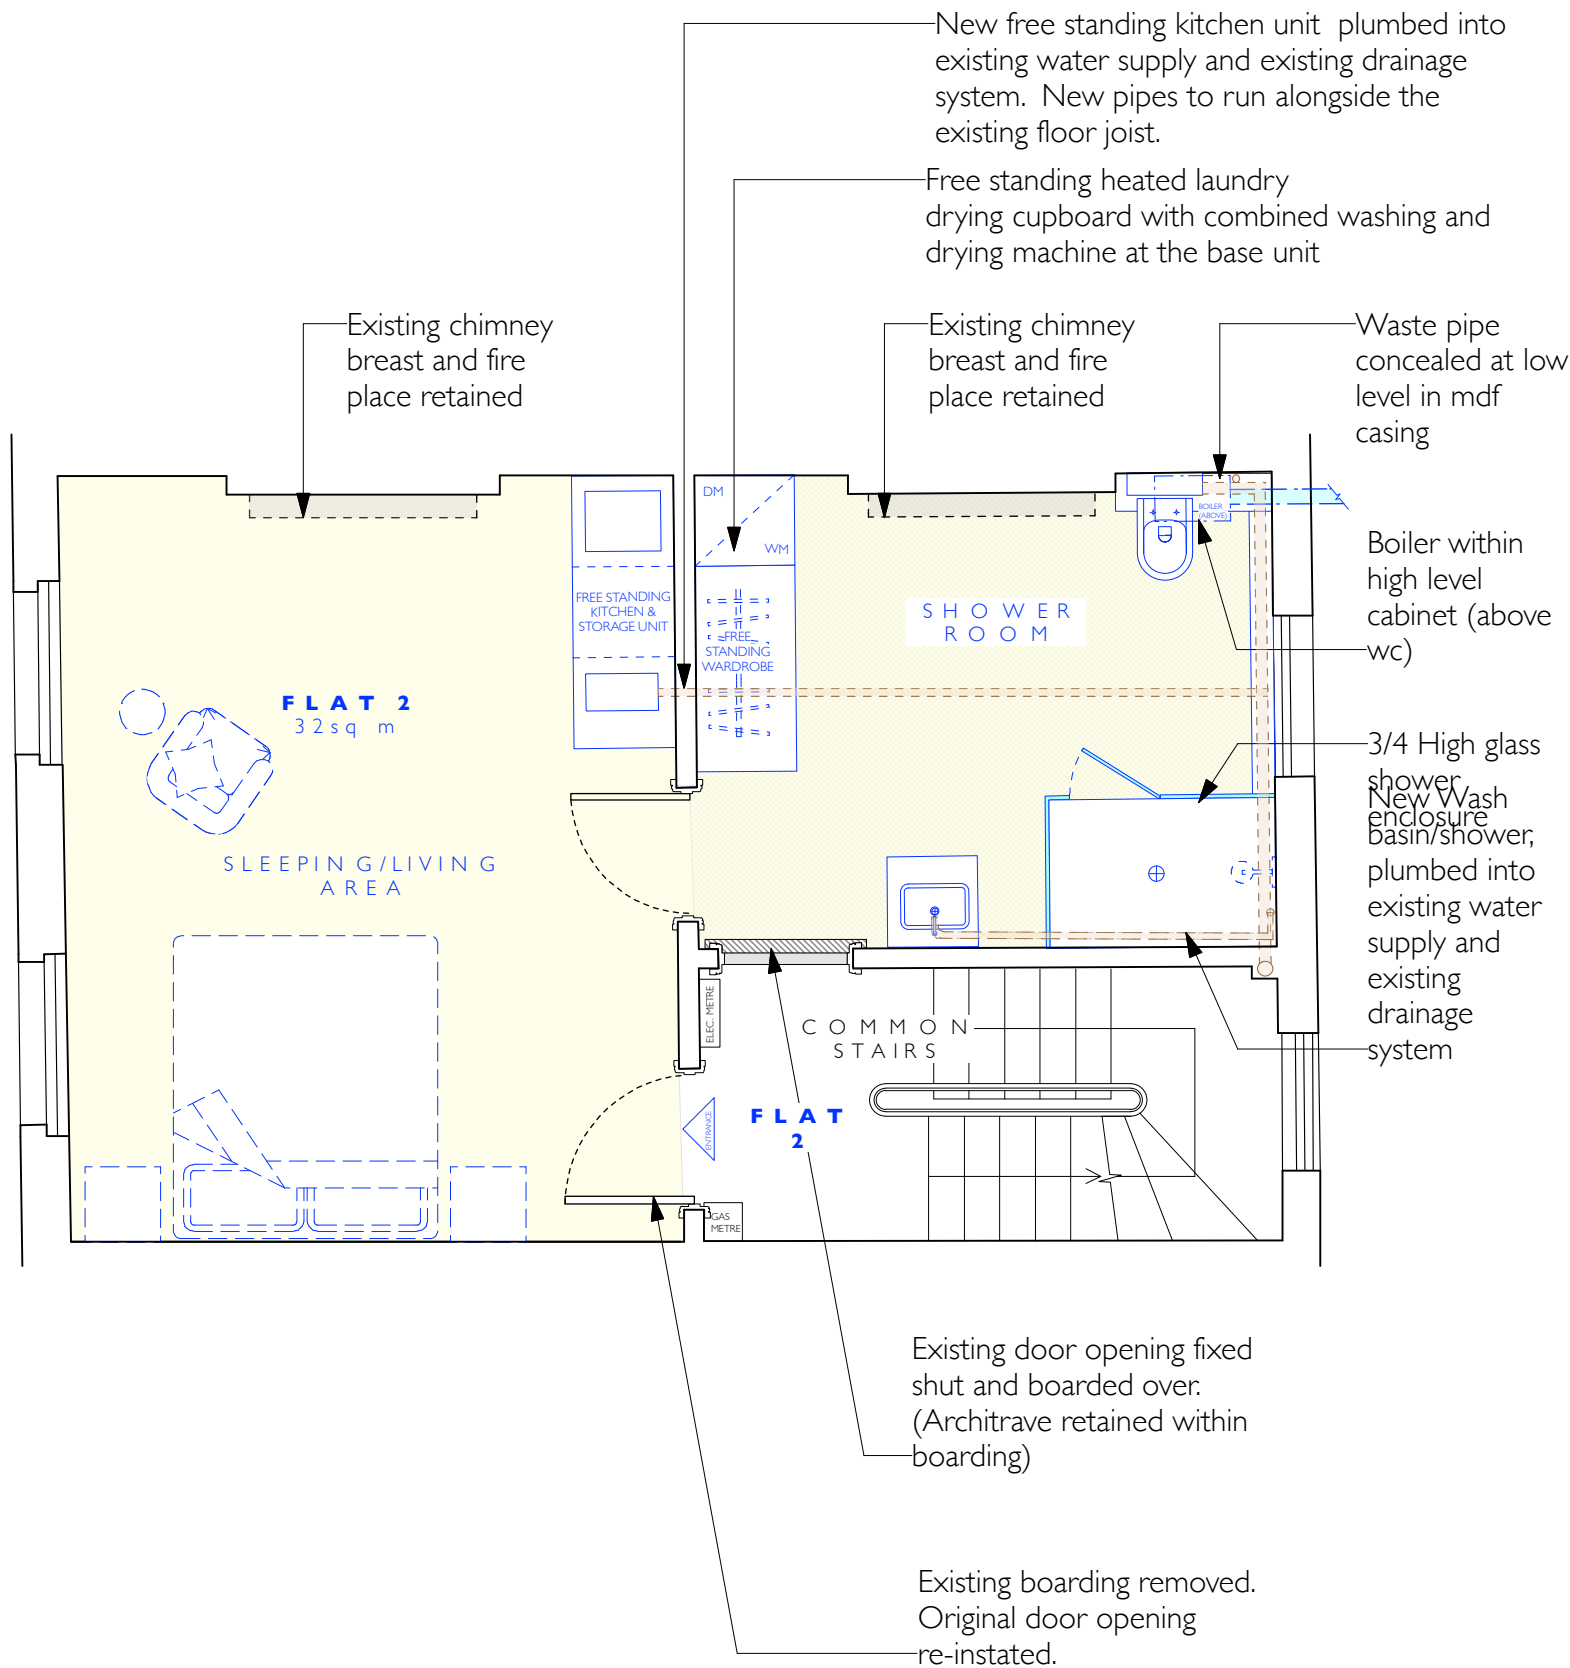 New free standing kitchen unit plumbed into
existing water supply and existing drainage
system. New pipes to run alongside the
existing floor joist.
Free standing heated laundry
drying cupboard with combined washing and
drying machine at the base unit
Existing chimney
breast and fire
place retained
Existing chimney
breast and fire
place retained
Waste pipe
concealed at low
level in mdf
casing
DM
WM
BOILER
(ABOVE)
Boiler within
high level
cabinet (above
wc)
FREE STANDING
KITCHEN &
STORAGE UNIT
FREE
STANDING
WARDROBE
SHOWER
ROOM
FLAT 2
32sq m
3/4 High glass
shower
enclosure
New Wash
basin/shower,
plumbed into
existing water
supply and
existing
drainage
system
SLEEPING/LIVING
AREA
ELEC. METRE
COMMON
STAIRS
ENTRANCE
FLAT
2
GAS
METRE
Existing door opening fixed
shut and boarded over.
(Architrave retained within
boarding)
Existing boarding removed.
Original door opening
re-instated.